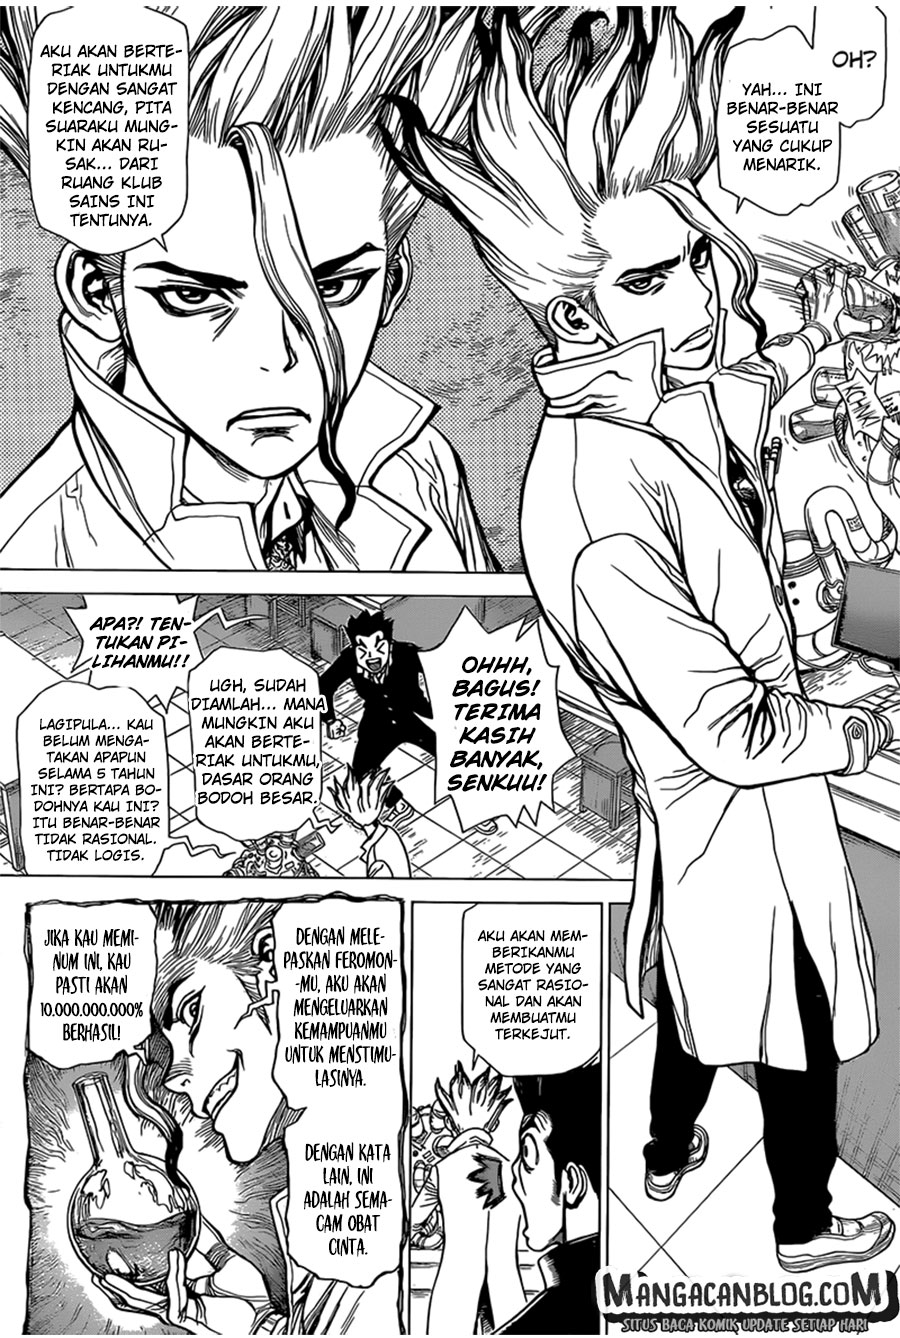 OH?
YAH... INI
BENAR-BENAR
SESUATU
YANG CUKUP
MENARIK.
AKU AKAN BERTE-
RIAK UNTUKMU
DENGAN SANGAT
KENCANG, PITA
SUARAKU MUNG-
KIN AKAN RU-
SAK... DARI
RUANG KLUB
SAINS INI
TENTUNYA.
OHHH,
BAGUS!
TERIMA
KASIH
BANYAK,
SENKUU!
UGH, SUDAH
DIAMLAH... MANA
MUNGKIN AKU
AKAN BERTE-
RIAK UNTUKMU,
DASAR ORANG
BODOH BESAR.
APA?! TEN-
TUKAN PI-
LIHANMU!!
LAGIPULA... KAU
BELUM MENGA-
TAKAN APAPUN
SELAMA 5 TAHUN
INI? BERTAPA BO-
DOHNYA KAU INI?
ITU BENAR-BENAR
TIDAK RASIONAL.
TIDAK LOGIS.
AKU AKAN MEM-
BERIKANMU
METODE YANG
SANGAT RASIO-
NAL DAN AKAN
MEMBUATMU
TERKEJUT.
DENGAN MELE-
PASKAN FEROMON-
MU, AKU AKAN
MENGELUARKAN
KEMAMPUANMU
UNTUK MENSTIMU-
LASINYA.
DENGAN KATA
LAIN, INI
ADALAH SEMA-
CAM OBAT
CINTA.
JIKA KAU MEMI-
NUM INI, KAU
PASTI AKAN
10.000.000.000%
BERHASIL!
MANGACANBLOG.COM
SITUS BACA KOMIK UPDATE SETIAP HARI